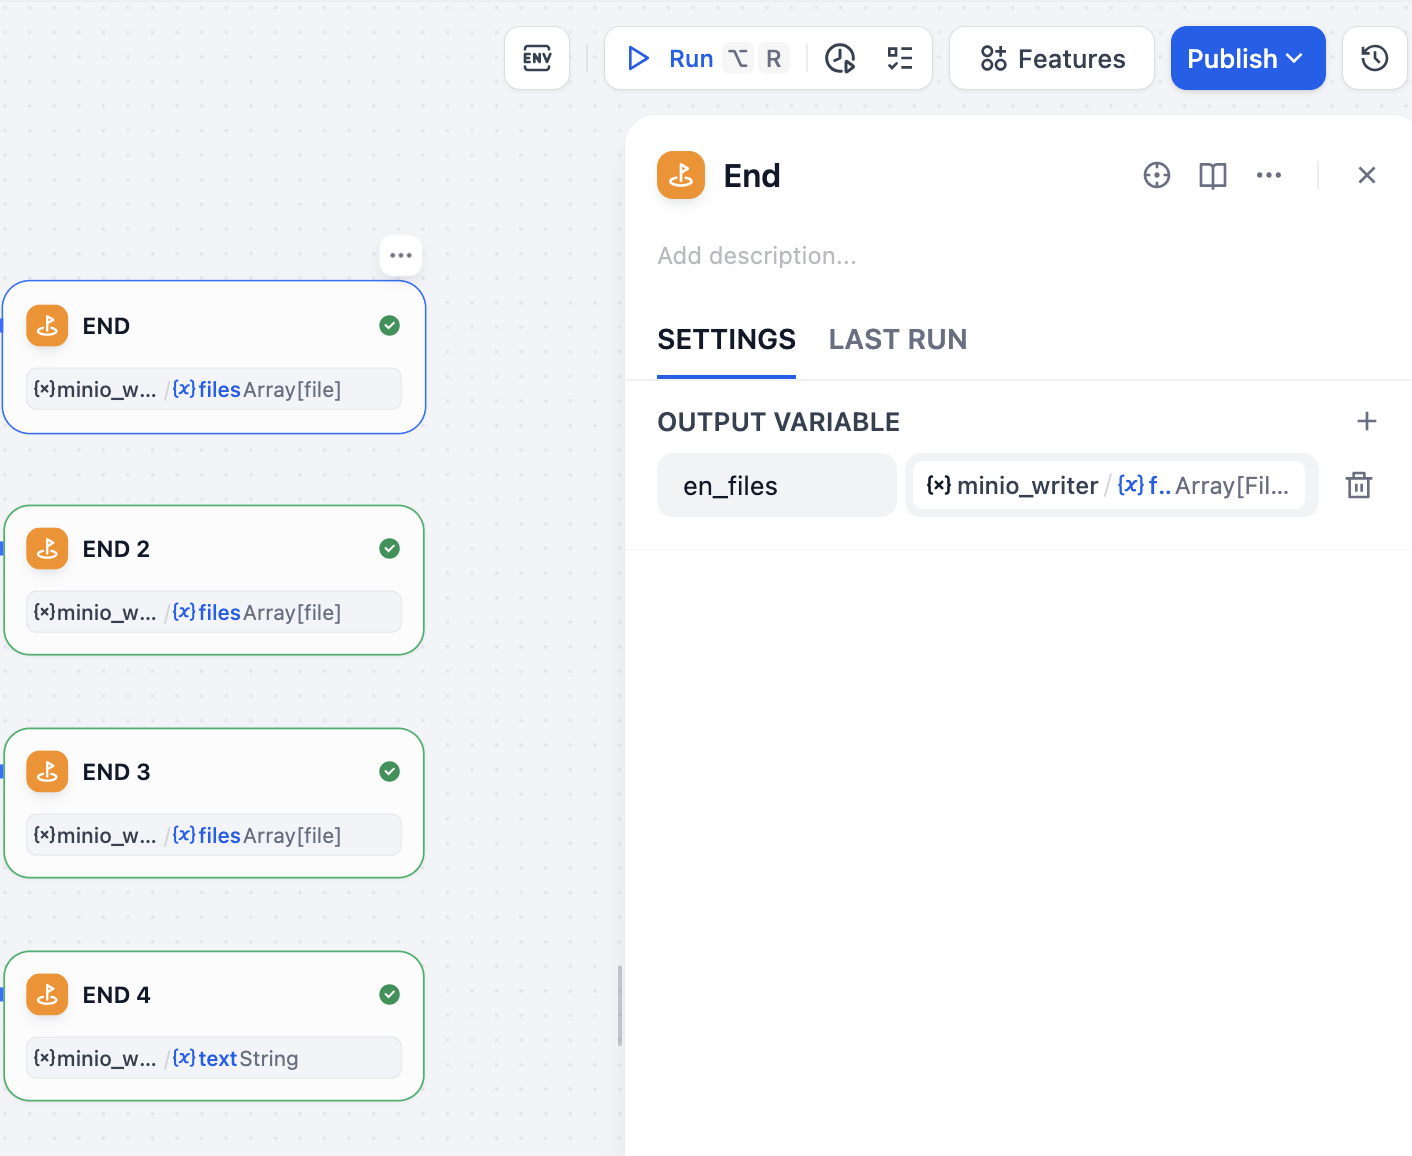 ENV
Run ⌥ R
Features
Publish
End
Add description...
SETTINGS LAST RUN
OUTPUT VARIABLE
en_files
{×} minio_writer / {x} f.. Array[Fil...
END
{×}minio_w... / {x}files Array[file]
END 2
{×}minio_w... / {x}files Array[file]
END 3
{×}minio_w... / {x}files Array[file]
END 4
{×}minio_w... / {x}text String